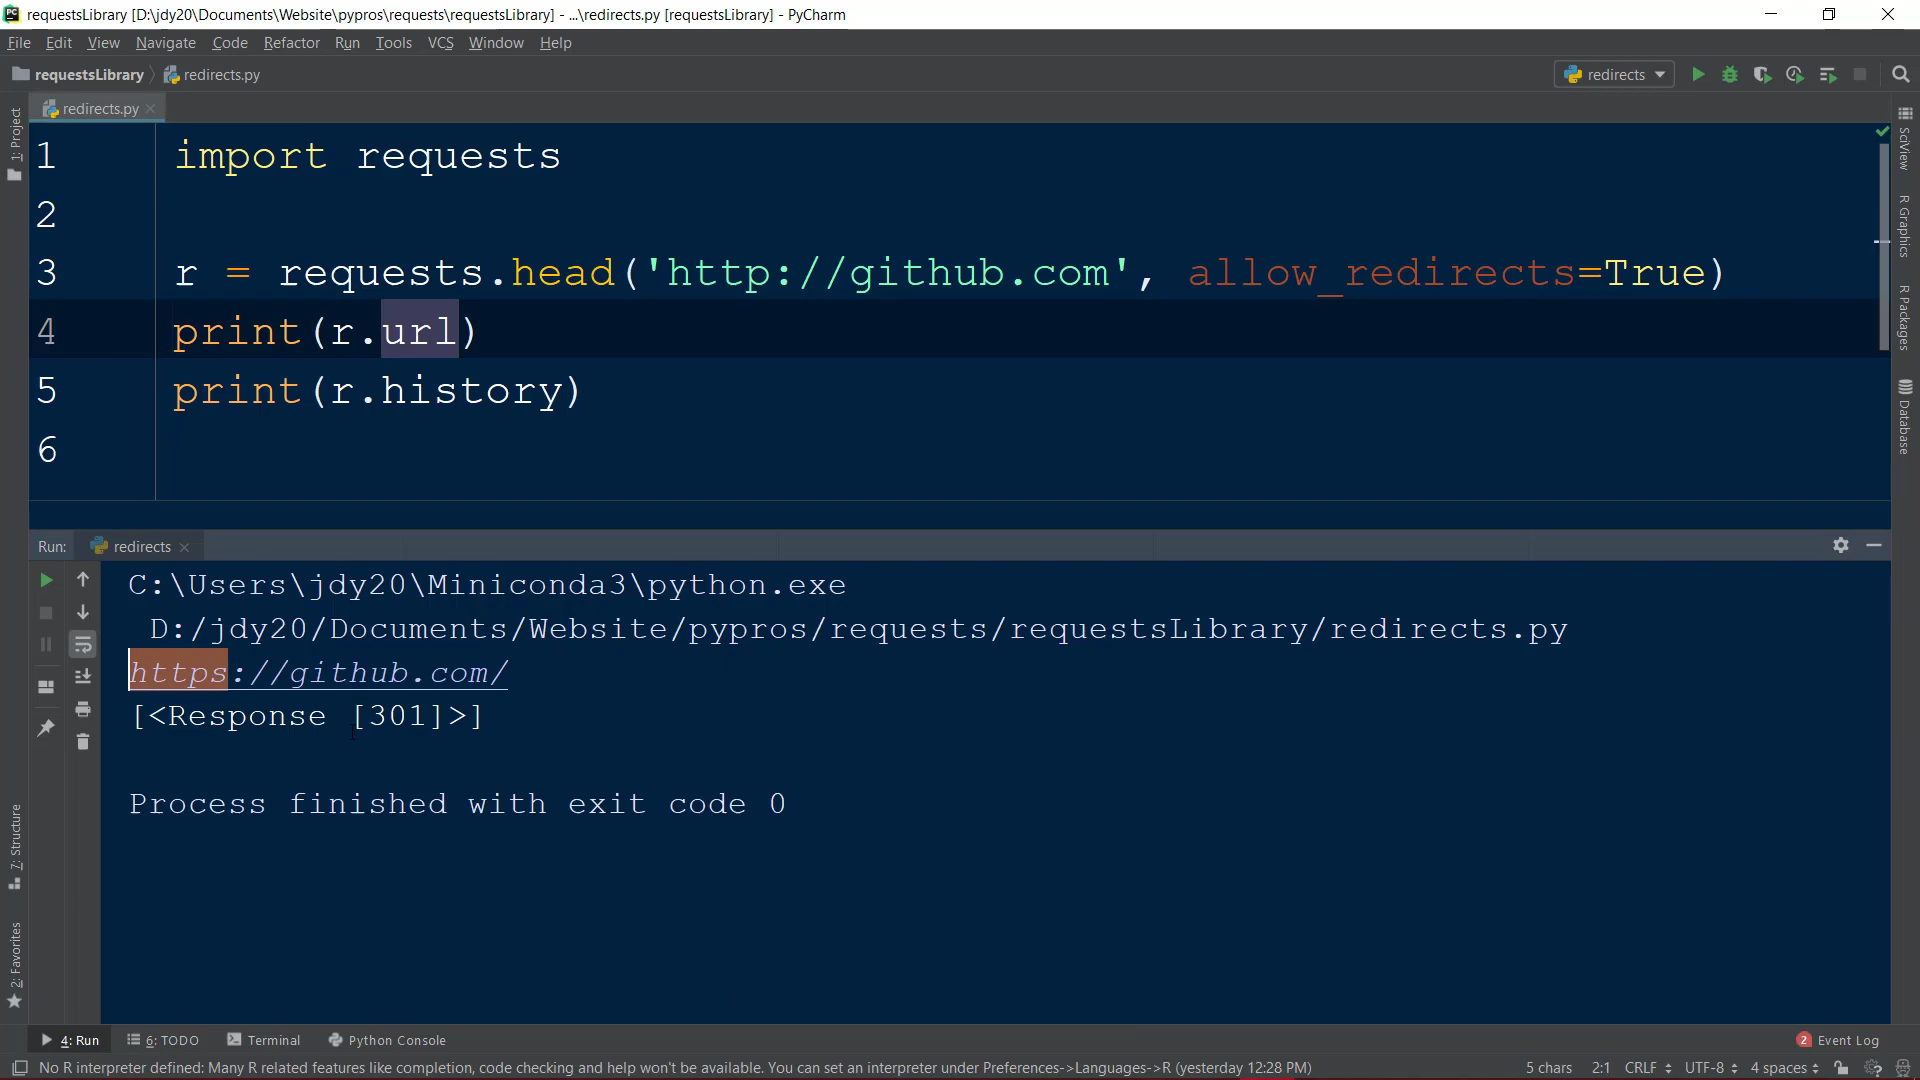 requestsLibrary [D:\jdy20\Documents\Website\pypros\requests\requestsLibrary] - ...\redirects.py [requestsLibrary] - PyCharm
File Edit View Navigate Code Refactor Run Tools VCS Window Help
requestsLibrary redirects.py redirects
redirects.py
1: Project
SciView
R Graphics
R Packages
Database
1 import requests
2
3 r = requests.head('http://github.com', allow_redirects=True)
4 print(r.url)
5 print(r.history)
6
Run: redirects
C:\Users\jdy20\Miniconda3\python.exe
D:/jdy20/Documents/Website/pypros/requests/requestsLibrary/redirects.py
https://github.com/
[<Response [301]>]
Process finished with exit code 0
7: Structure
2: Favorites
4: Run 6: TODO Terminal Python Console 2 Event Log
No R interpreter defined: Many R related features like completion, code checking and help won't be available. You can set an interpreter under Preferences->Languages->R (yesterday 12:28 PM) 5 chars 2:1 CRLF UTF-8 4 spaces